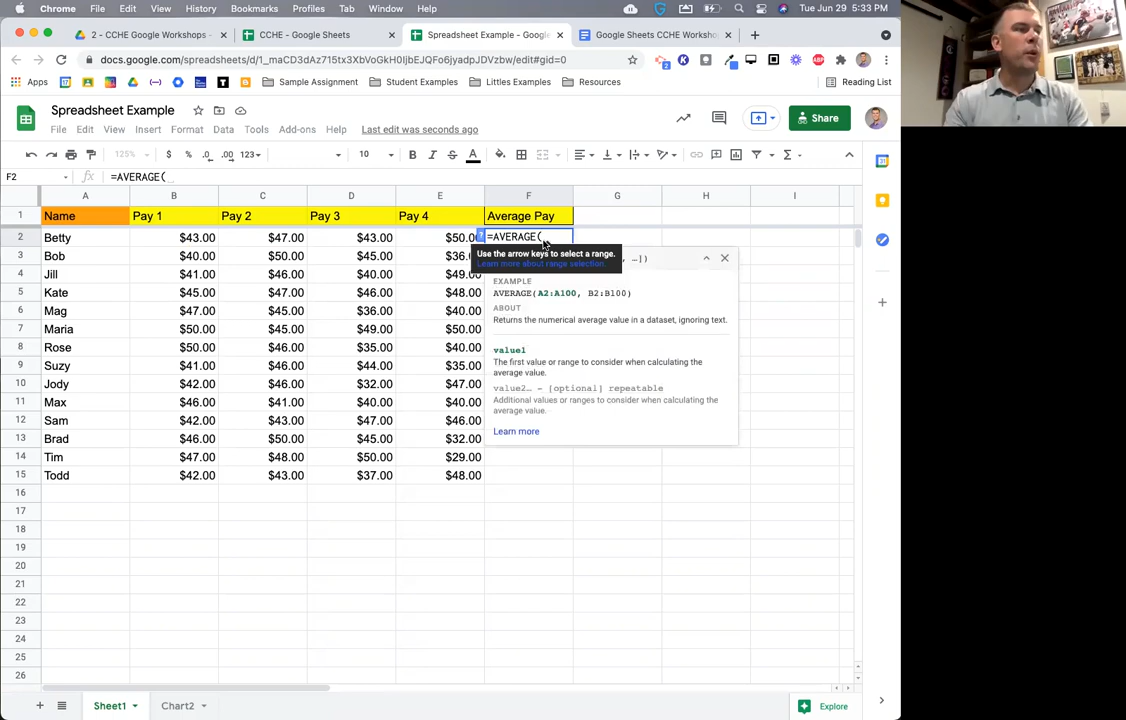 Chrome File Edit View History Bookmarks Profiles Tab Window Help Tue Jun 29 5:33 PM
2 - CCHE Google Workshops - CCHE - Google Sheets Spreadsheet Example - Google Google Sheets CCHE Workshop
docs.google.com/spreadsheets/d/1_maCD3dAz715tx3XbVoGkH0IjbEJQFo6jyadpJDVzbw/edit#gid=0
Apps Sample Assignment Student Examples Littles Examples Resources Reading List
Spreadsheet Example
File Edit View Insert Format Data Tools Add-ons Help Last edit was seconds ago
Share
125% $ % .0 .00 123 10 B I S A
F2 fx =AVERAGE(
A B C D E F G H I
1 Name Pay 1 Pay 2 Pay 3 Pay 4 Average Pay
2 Betty $43.00 $47.00 $43.00 $50.00 ? =AVERAGE(
3 Bob $40.00 $50.00 $45.00 $36.
4 Jill $41.00 $46.00 $40.00 $49.
5 Kate $45.00 $47.00 $46.00 $48.00
6 Mag $47.00 $45.00 $36.00 $40.00
7 Maria $50.00 $45.00 $49.00 $50.00
8 Rose $50.00 $46.00 $35.00 $40.00
9 Suzy $41.00 $46.00 $44.00 $35.00
10 Jody $42.00 $46.00 $32.00 $47.00
11 Max $46.00 $41.00 $40.00 $40.00
12 Sam $42.00 $43.00 $47.00 $46.00
13 Brad $46.00 $50.00 $45.00 $32.00
14 Tim $47.00 $48.00 $50.00 $29.00
15 Todd $42.00 $43.00 $37.00 $48.00
16
17
18
19
20
21
22
23
24
25
26
Use the arrow keys to select a range.
Learn more about range selection.
, …])
EXAMPLE
AVERAGE(A2:A100, B2:B100)
ABOUT
Returns the numerical average value in a dataset, ignoring text.
value1
The first value or range to consider when calculating the
average value.
value2… - [optional] repeatable
Additional values or ranges to consider when calculating the
average value.
Learn more
Sheet1 Chart2 Explore